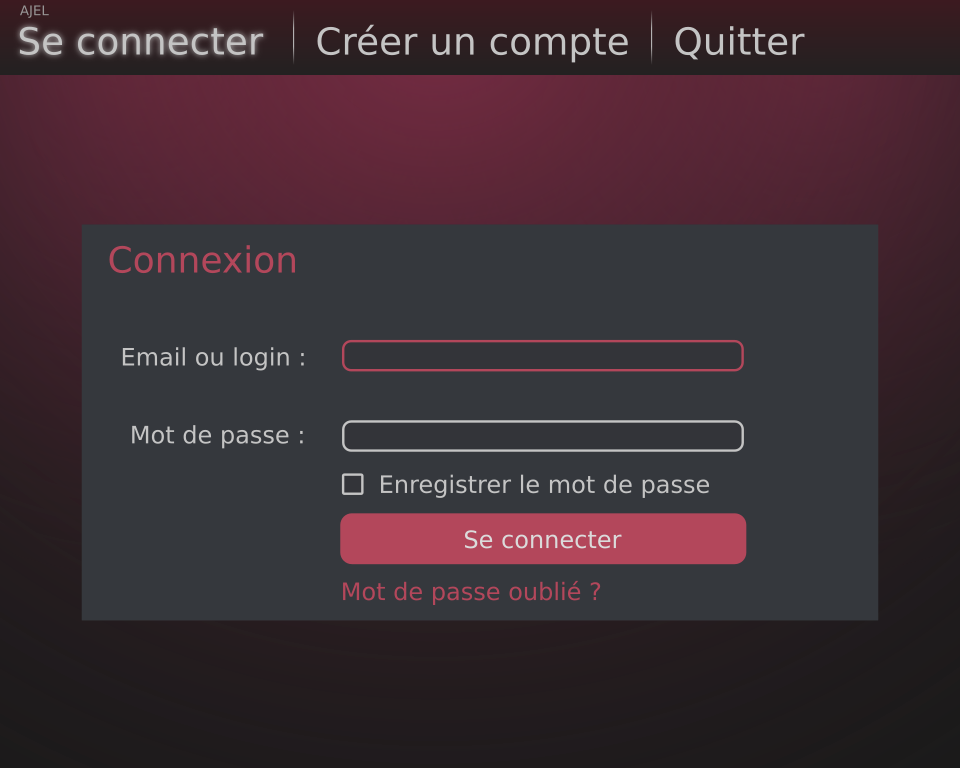 AJEL
Se connecter
Créer un compte
Quitter
Connexion
Email ou login :
Mot de passe :
Enregistrer le mot de passe
Se connecter
Mot de passe oublié ?